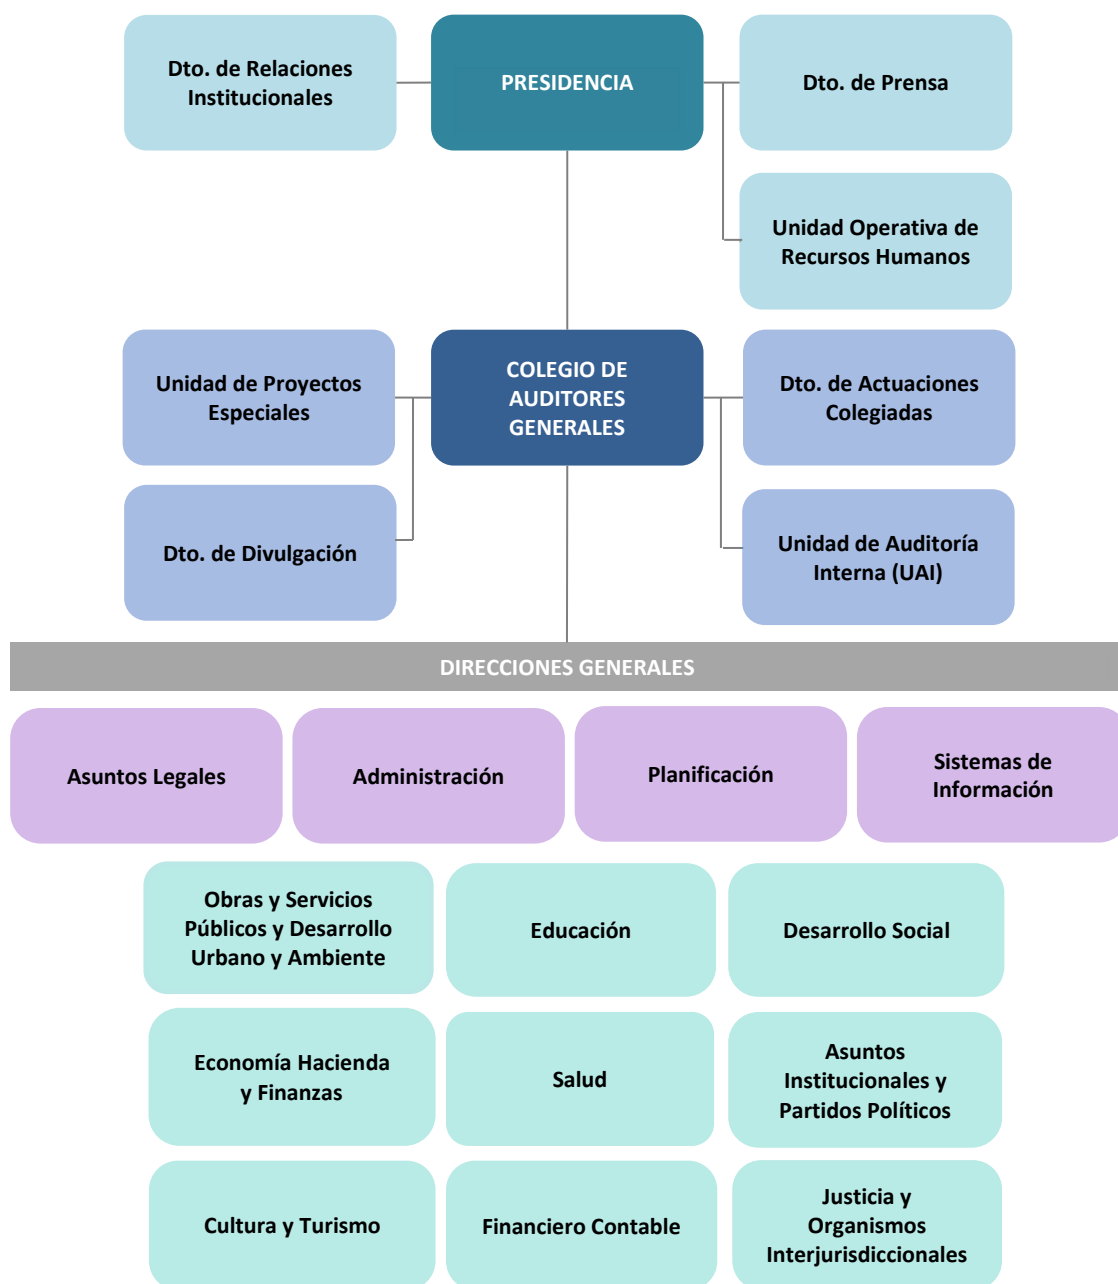 Dto. de Relaciones
Institucionales
PRESIDENCIA
Dto. de Prensa
Unidad Operativa de
Recursos Humanos
Unidad de Proyectos
Especiales
COLEGIO DE
AUDITORES
GENERALES
Dto. de Actuaciones
Colegiadas
Dto. de Divulgación
Unidad de Auditoría
Interna (UAI)
DIRECCIONES GENERALES
Asuntos Legales
Administración
Planificación
Sistemas de
Información
Obras y Servicios
Públicos y Desarrollo
Urbano y Ambiente
Educación
Desarrollo Social
Economía Hacienda
y Finanzas
Salud
Asuntos
Institucionales y
Partidos Políticos
Cultura y Turismo
Financiero Contable
Justicia y
Organismos
Interjurisdiccionales